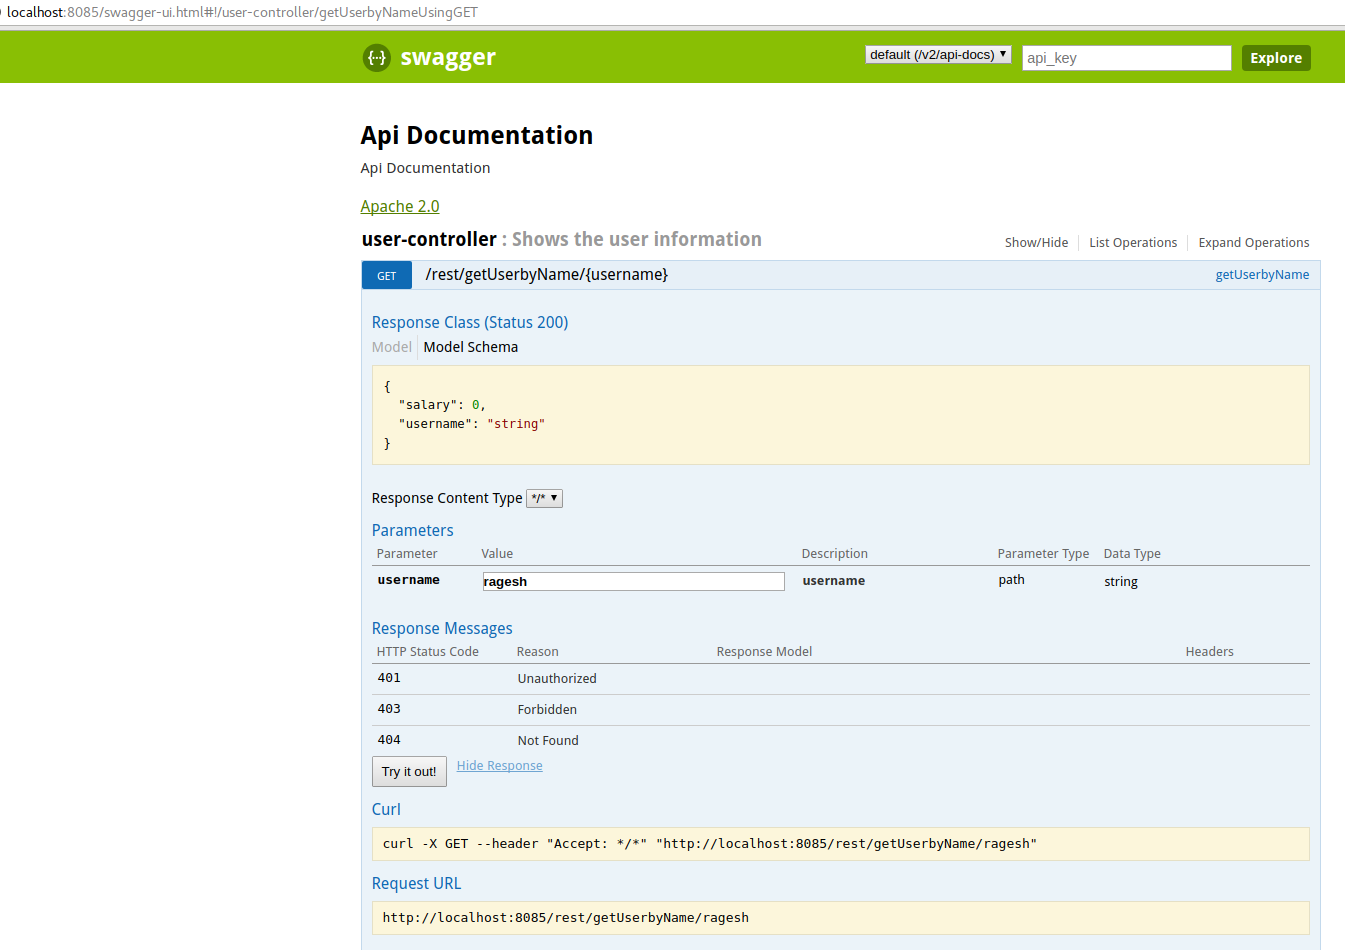 localhost:8085/swagger-ui.html#!/user-controller/getUserbyNameUsingGET
{··} swagger default (/v2/api-docs) api_key Explore
Api Documentation
Api Documentation
Apache 2.0
user-controller : Shows the user information Show/Hide List Operations Expand Operations
GET /rest/getUserbyName/{username} getUserbyName
Response Class (Status 200)
Model Model Schema
{
"salary": 0,
"username": "string"
}
Response Content Type */*
Parameters
Parameter Value Description Parameter Type Data Type
username ragesh username path string
Response Messages
HTTP Status Code Reason Response Model Headers
401 Unauthorized
403 Forbidden
404 Not Found
Try it out! Hide Response
Curl
curl -X GET --header "Accept: */*" "http://localhost:8085/rest/getUserbyName/ragesh"
Request URL
http://localhost:8085/rest/getUserbyName/ragesh